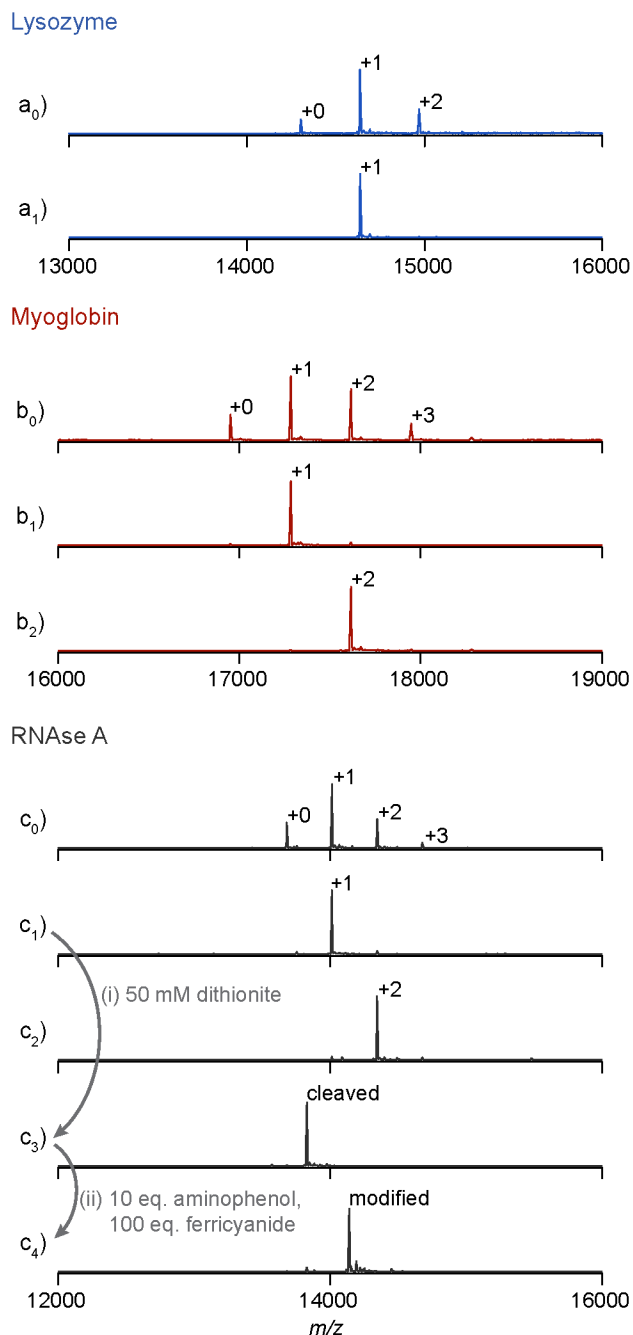 Lysozyme
a0)
+0
+1
+2
a1)
+1
13000 14000 15000 16000
Myoglobin
b0)
+0
+1
+2
+3
b1)
+1
b2)
+2
16000 17000 18000 19000
RNAse A
c0)
+0
+1
+2
+3
c1)
+1
(i) 50 mM dithionite
c2)
+2
cleaved
c3)
(ii) 10 eq. aminophenol,
100 eq. ferricyanide
modified
c4)
12000 14000 16000
m/z